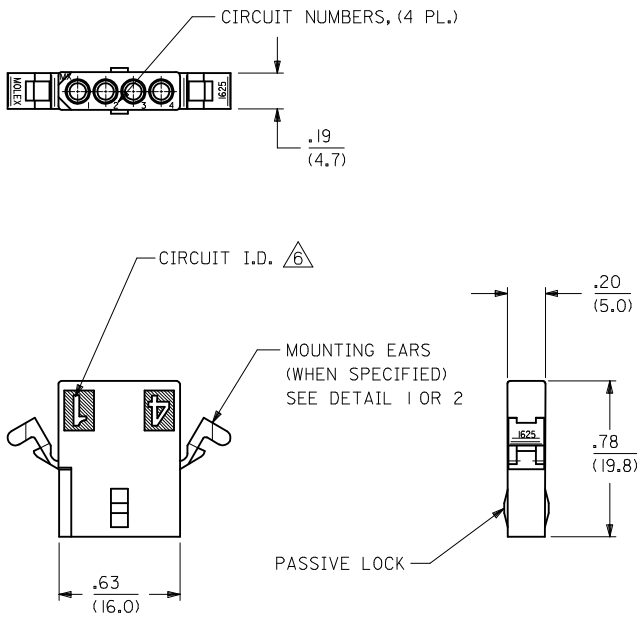 CIRCUIT NUMBERS, (4 PL.)
MOLEX
MX
1 2 3 4
1625
.19
(4.7)
CIRCUIT I.D. 6
.20
(5.0)
MOUNTING EARS
(WHEN SPECIFIED)
SEE DETAIL 1 OR 2
1
4
1625
.78
(19.8)
PASSIVE LOCK
.63
(16.0)